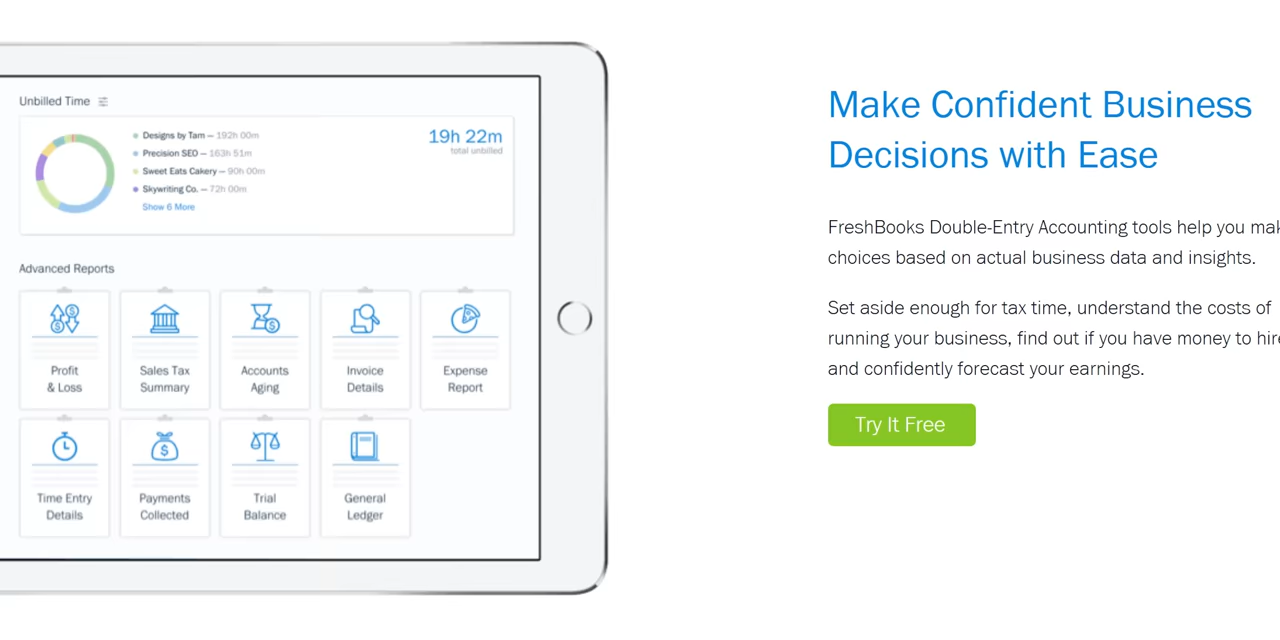 Unbilled Time
Designs by Tam — 192h 00m
Precision SEO — 163h 51m
Sweet Eats Cakery — 90h 00m
Skywriting Co. — 72h 00m
Show 6 More
19h 22m
total unbilled
Advanced Reports
Profit
& Loss
Sales Tax
Summary
Accounts
Aging
Invoice
Details
Expense
Report
Time Entry
Details
Payments
Collected
Trial
Balance
General
Ledger
Make Confident Business
Decisions with Ease
FreshBooks Double-Entry Accounting tools help you
choices based on actual business data and insights.
Set aside enough for tax time, understand the costs of
running your business, find out if you have money to
and confidently forecast your earnings.
Try It Free